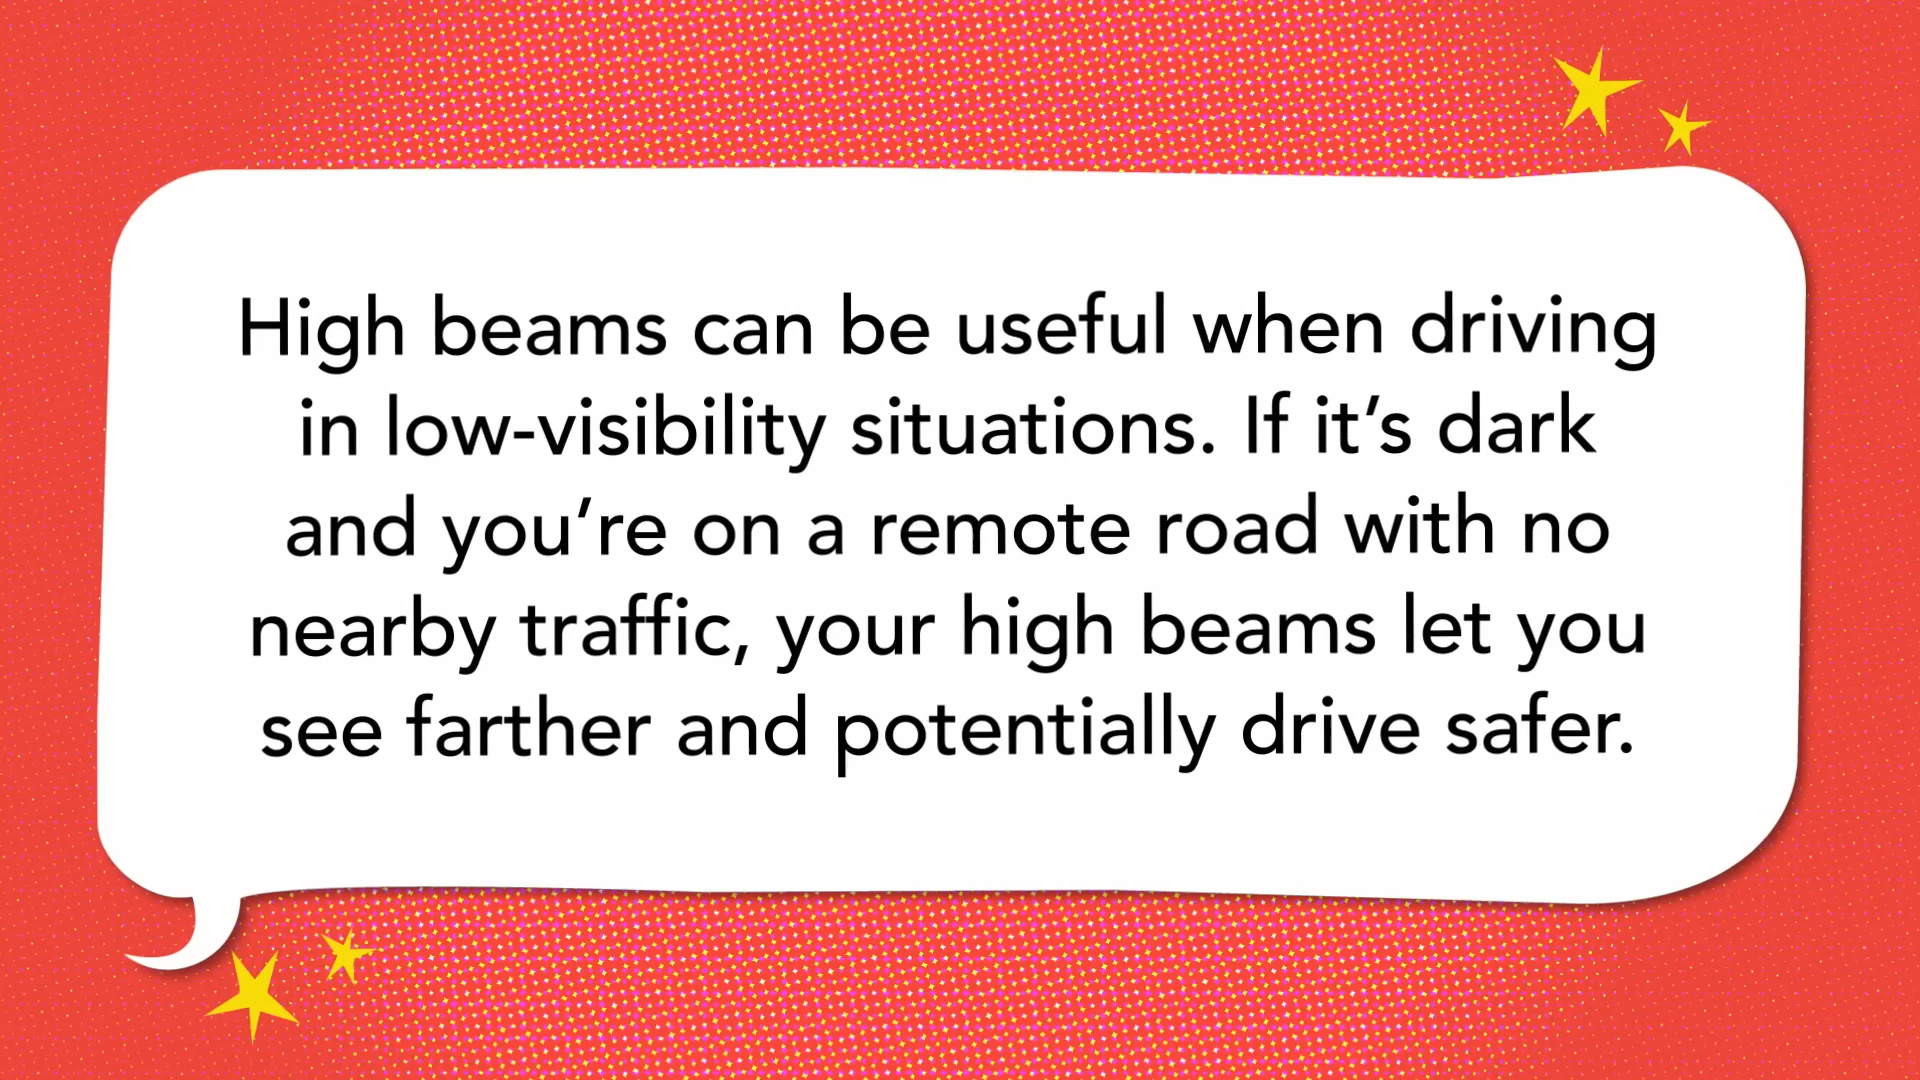 High beams can be useful when driving
in low-visibility situations. If it’s dark
and you’re on a remote road with no
nearby traffic, your high beams let you
see farther and potentially drive safer.